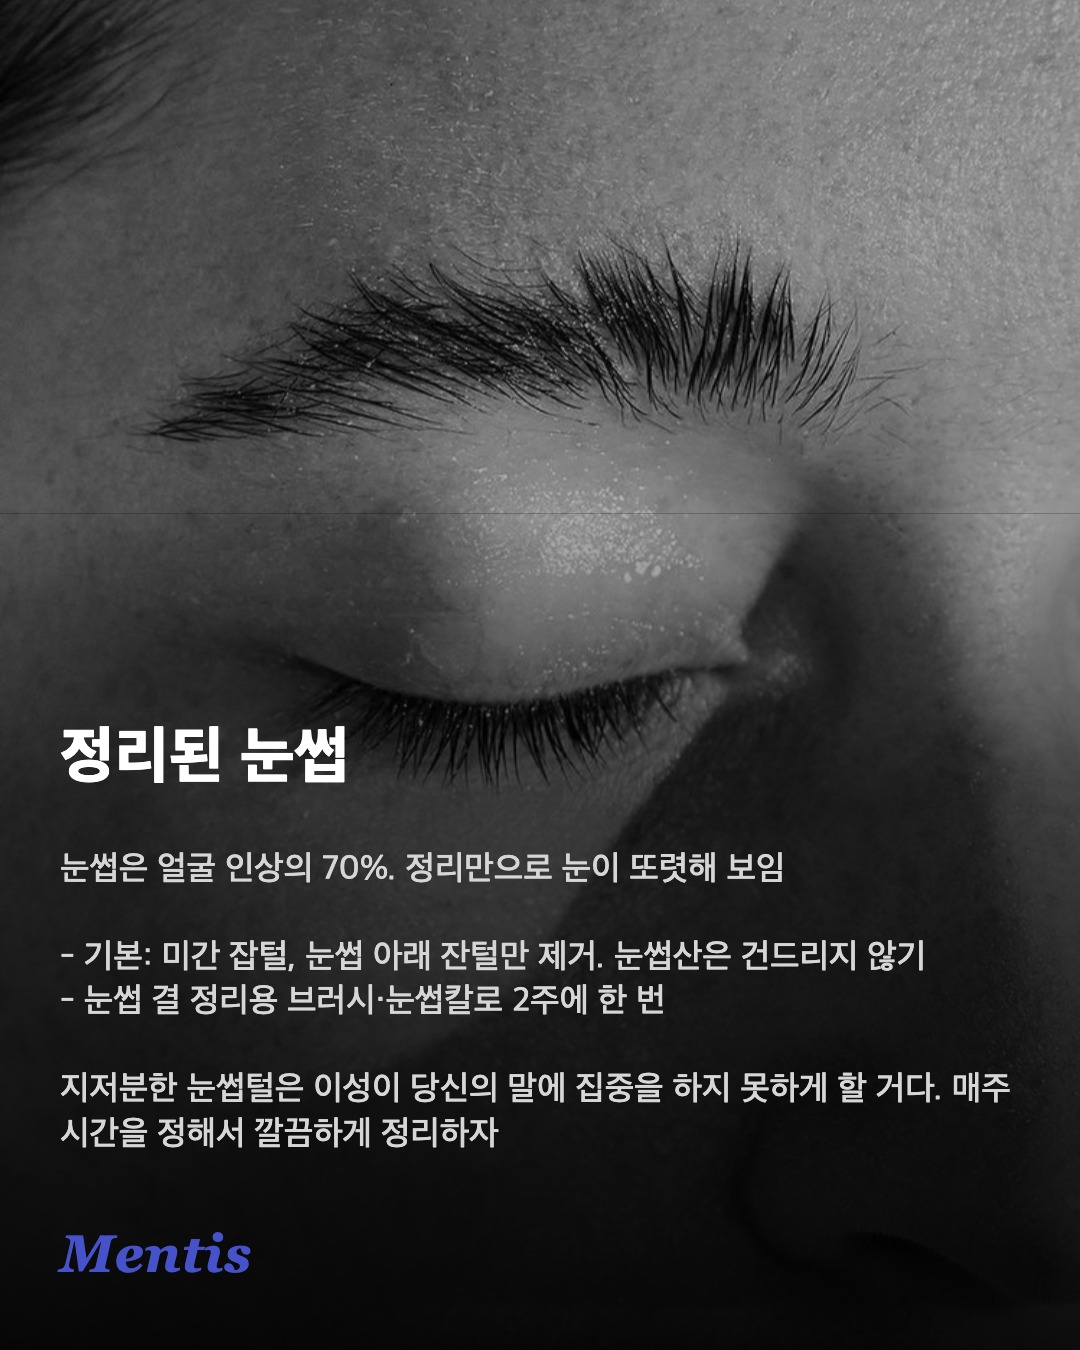 정리된 눈썹
눈썹은 얼굴 인상의 70%. 정리만으로 눈이 또렷해 보임
- 기본: 미간 잡털, 눈썹 아래 잔털만 제거. 눈썹산은 건드리지 않기
- 눈썹 결 정리용 브러시·눈썹칼로 2주에 한 번
지저분한 눈썹털은 이성이 당신의 말에 집중을 하지 못하게 할 거다. 매주
시간을 정해서 깔끔하게 정리하자
Mentis